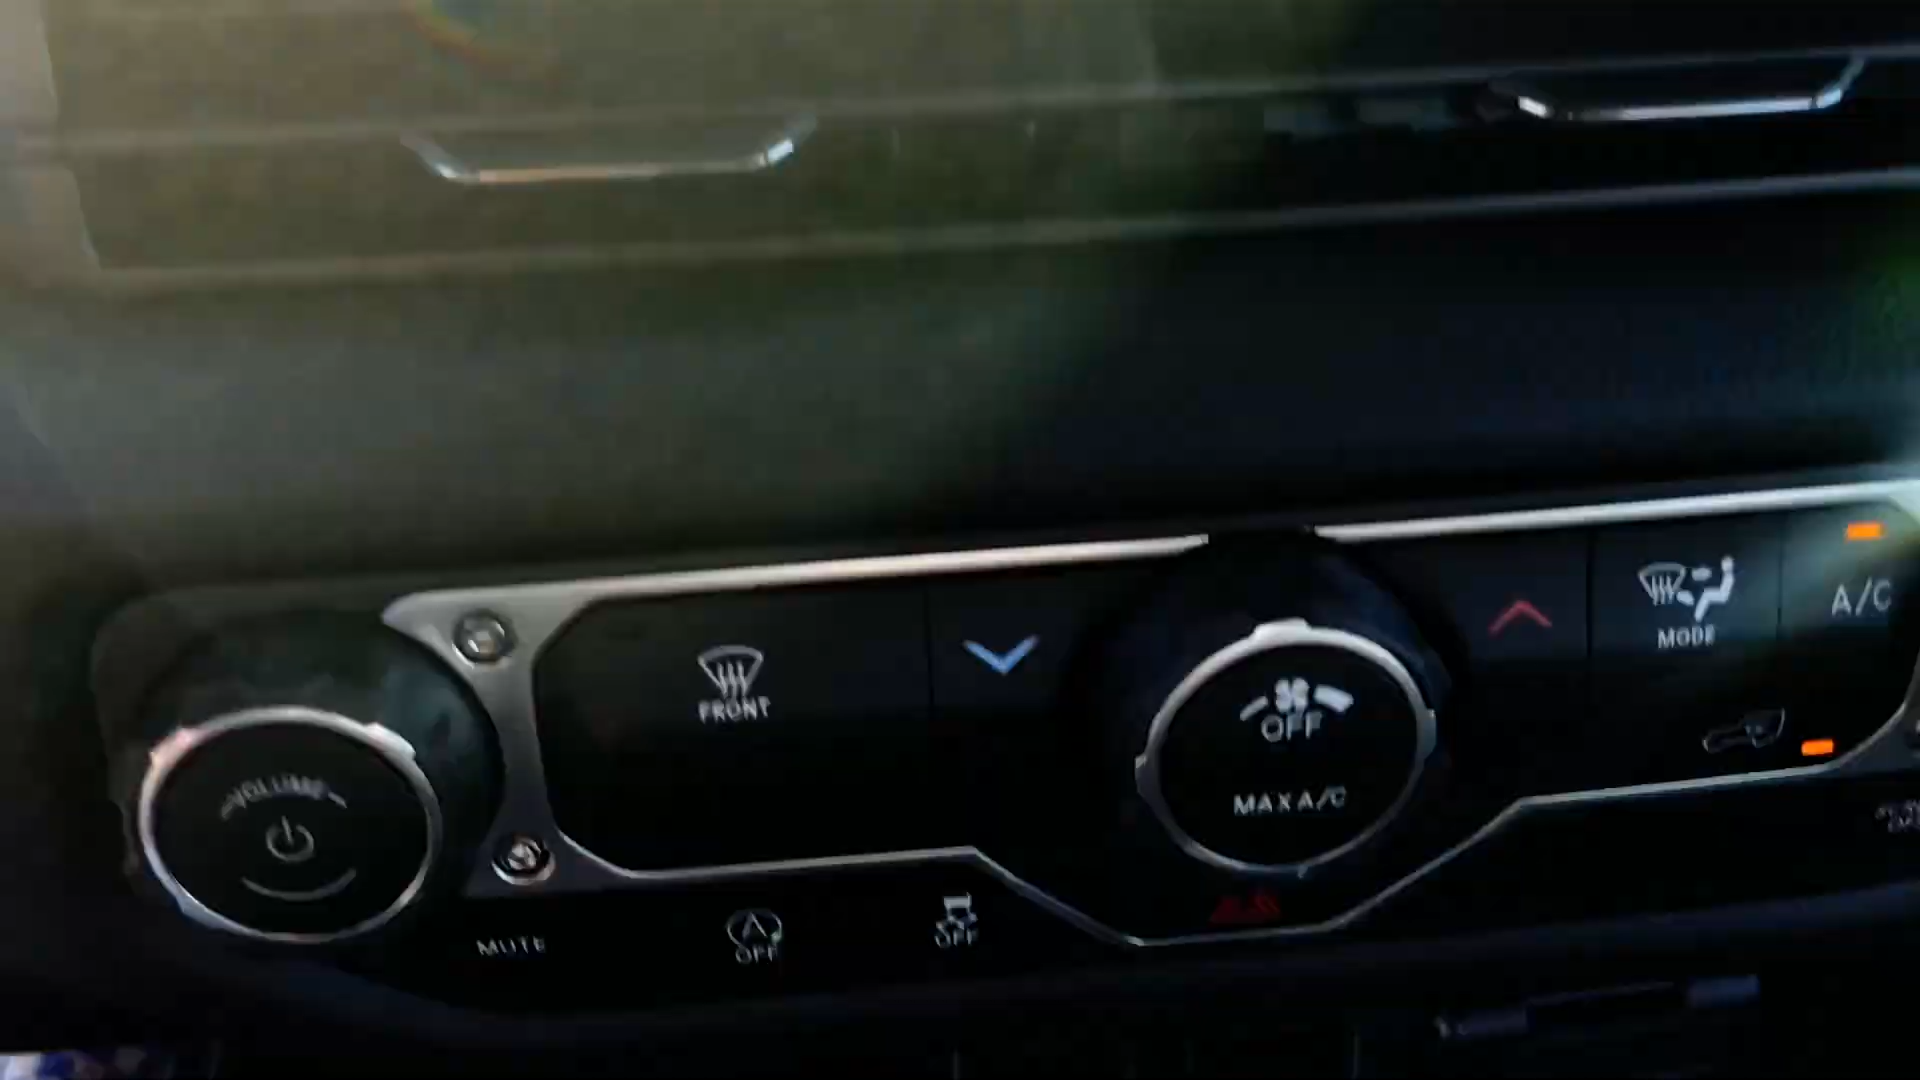 FRONT
MODE
A/C
VOLUME
OFF
MAX A/C
MUTE
OFF
OFF